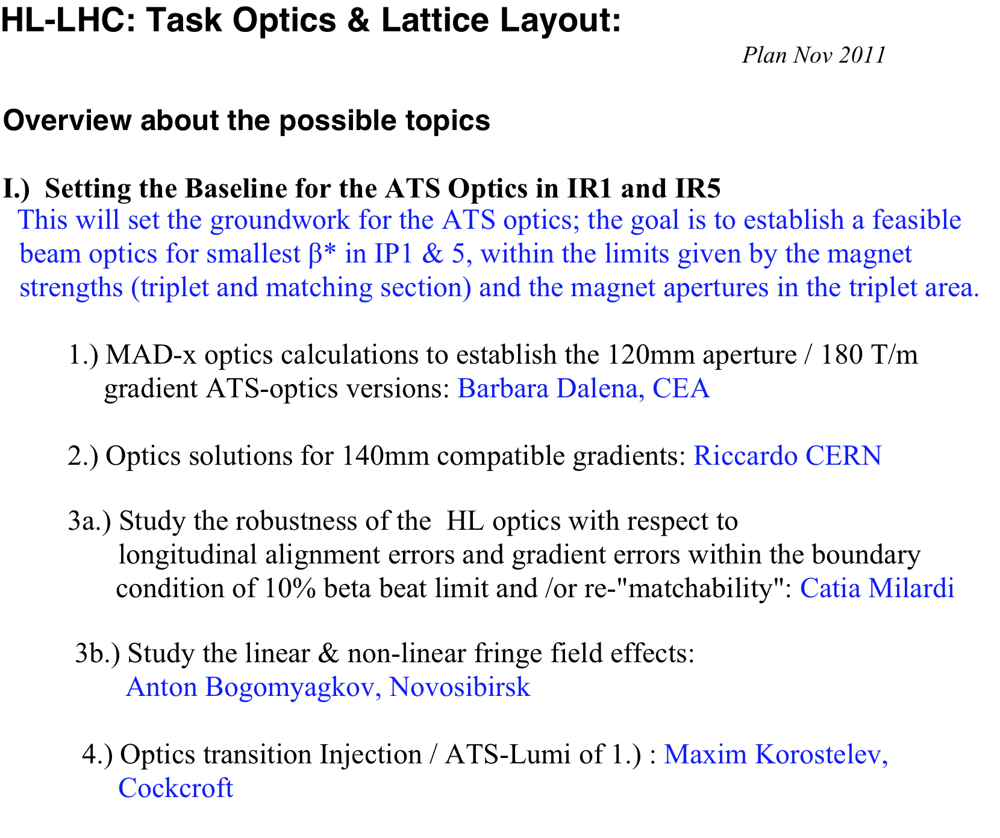 HL-LHC: Task Optics & Lattice Layout:
Plan Nov 2011
Overview about the possible topics
I.) Setting the Baseline for the ATS Optics in IR1 and IR5
This will set the groundwork for the ATS optics; the goal is to establish a feasible
beam optics for smallest β* in IP1 & 5, within the limits given by the magnet
strengths (triplet and matching section) and the magnet apertures in the triplet area.
1.) MAD-x optics calculations to establish the 120mm aperture / 180 T/m
gradient ATS-optics versions: Barbara Dalena, CEA
2.) Optics solutions for 140mm compatible gradients: Riccardo CERN
3a.) Study the robustness of the HL optics with respect to
longitudinal alignment errors and gradient errors within the boundary
condition of 10% beta beat limit and /or re-"matchability": Catia Milardi
3b.) Study the linear & non-linear fringe field effects:
Anton Bogomyagkov, Novosibirsk
4.) Optics transition Injection / ATS-Lumi of 1.) : Maxim Korostelev,
Cockcroft